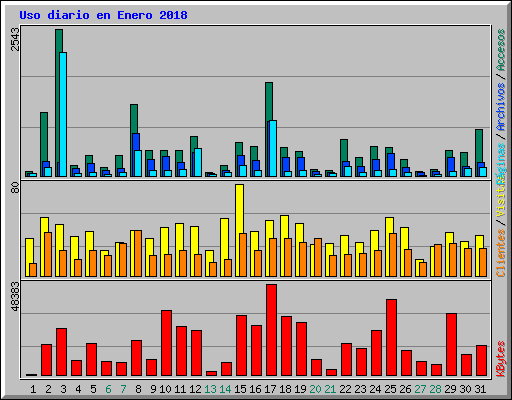 Uso diario en Enero 2018
2543
80
48383
Accesos / Archivos / Páginas
Visitas / Clientes
KBytes
1 2 3 4 5 6 7 8 9 10 11 12 13 14 15 16 17 18 19 20 21 22 23 24 25 26 27 28 29 30 31